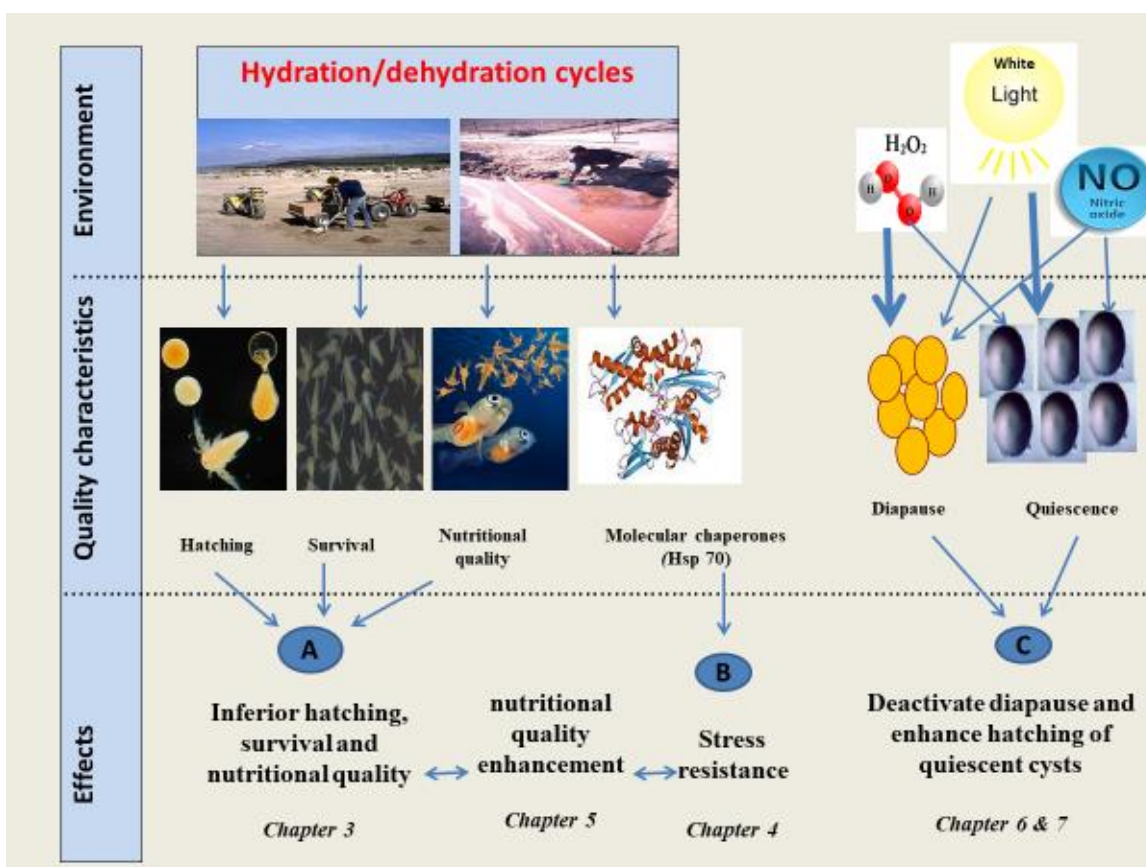 Environment
Hydration/dehydration cycles
White
Light
H₂O₂
H
O
O
H
NO
Nitric
oxide
Quality characteristics
Hatching
Survival
Nutritional
quality
Molecular chaperones
(Hsp 70)
Diapause
Quiescence
Effects
A
Inferior hatching,
survival and
nutritional quality
Chapter 3
nutritional
quality
enhancement
Chapter 5
B
Stress
resistance
Chapter 4
C
Deactivate diapause and
enhance hatching of
quiescent cysts
Chapter 6 & 7